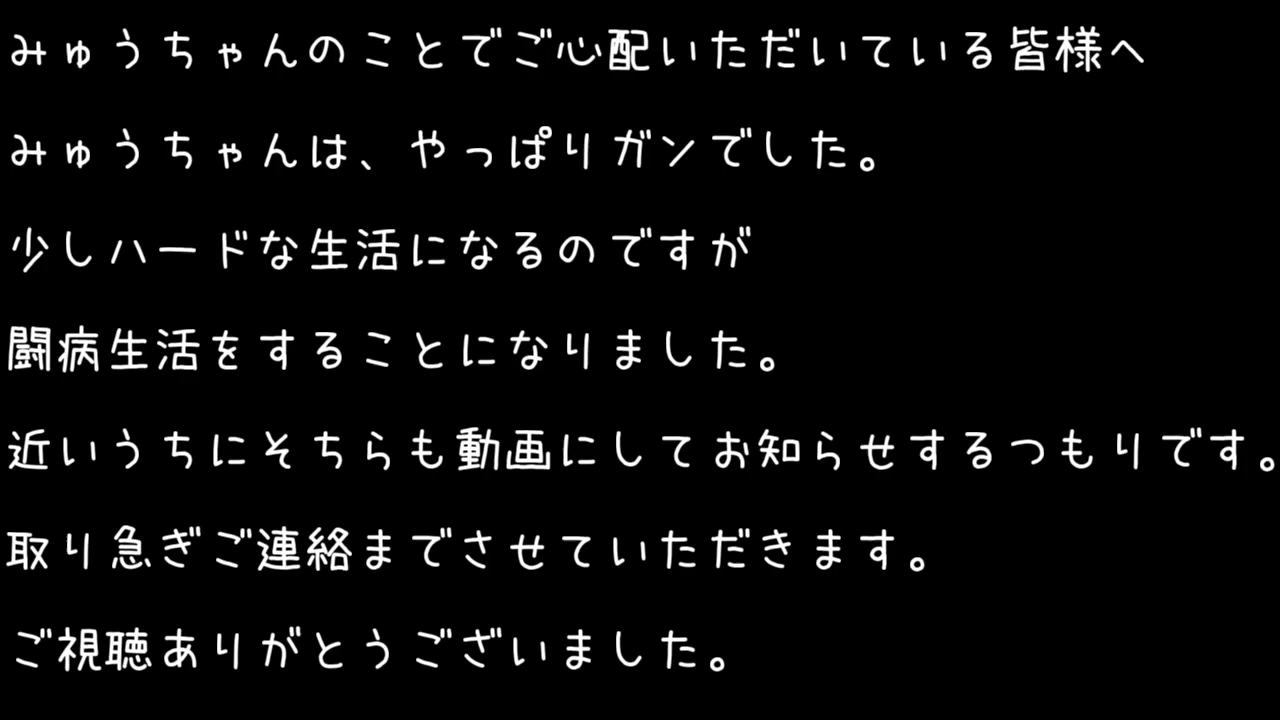 みゅうちゃんのことでご心配いただいている皆様へ
みゅうちゃんは、やっぱりガンでした。
少しハードな生活になるのですが
闘病生活をすることになりました。
近いうちにそちらも動画にしてお知らせするつもりです。
取り急ぎご連絡までさせていただきます。
ご視聴ありがとうございました。